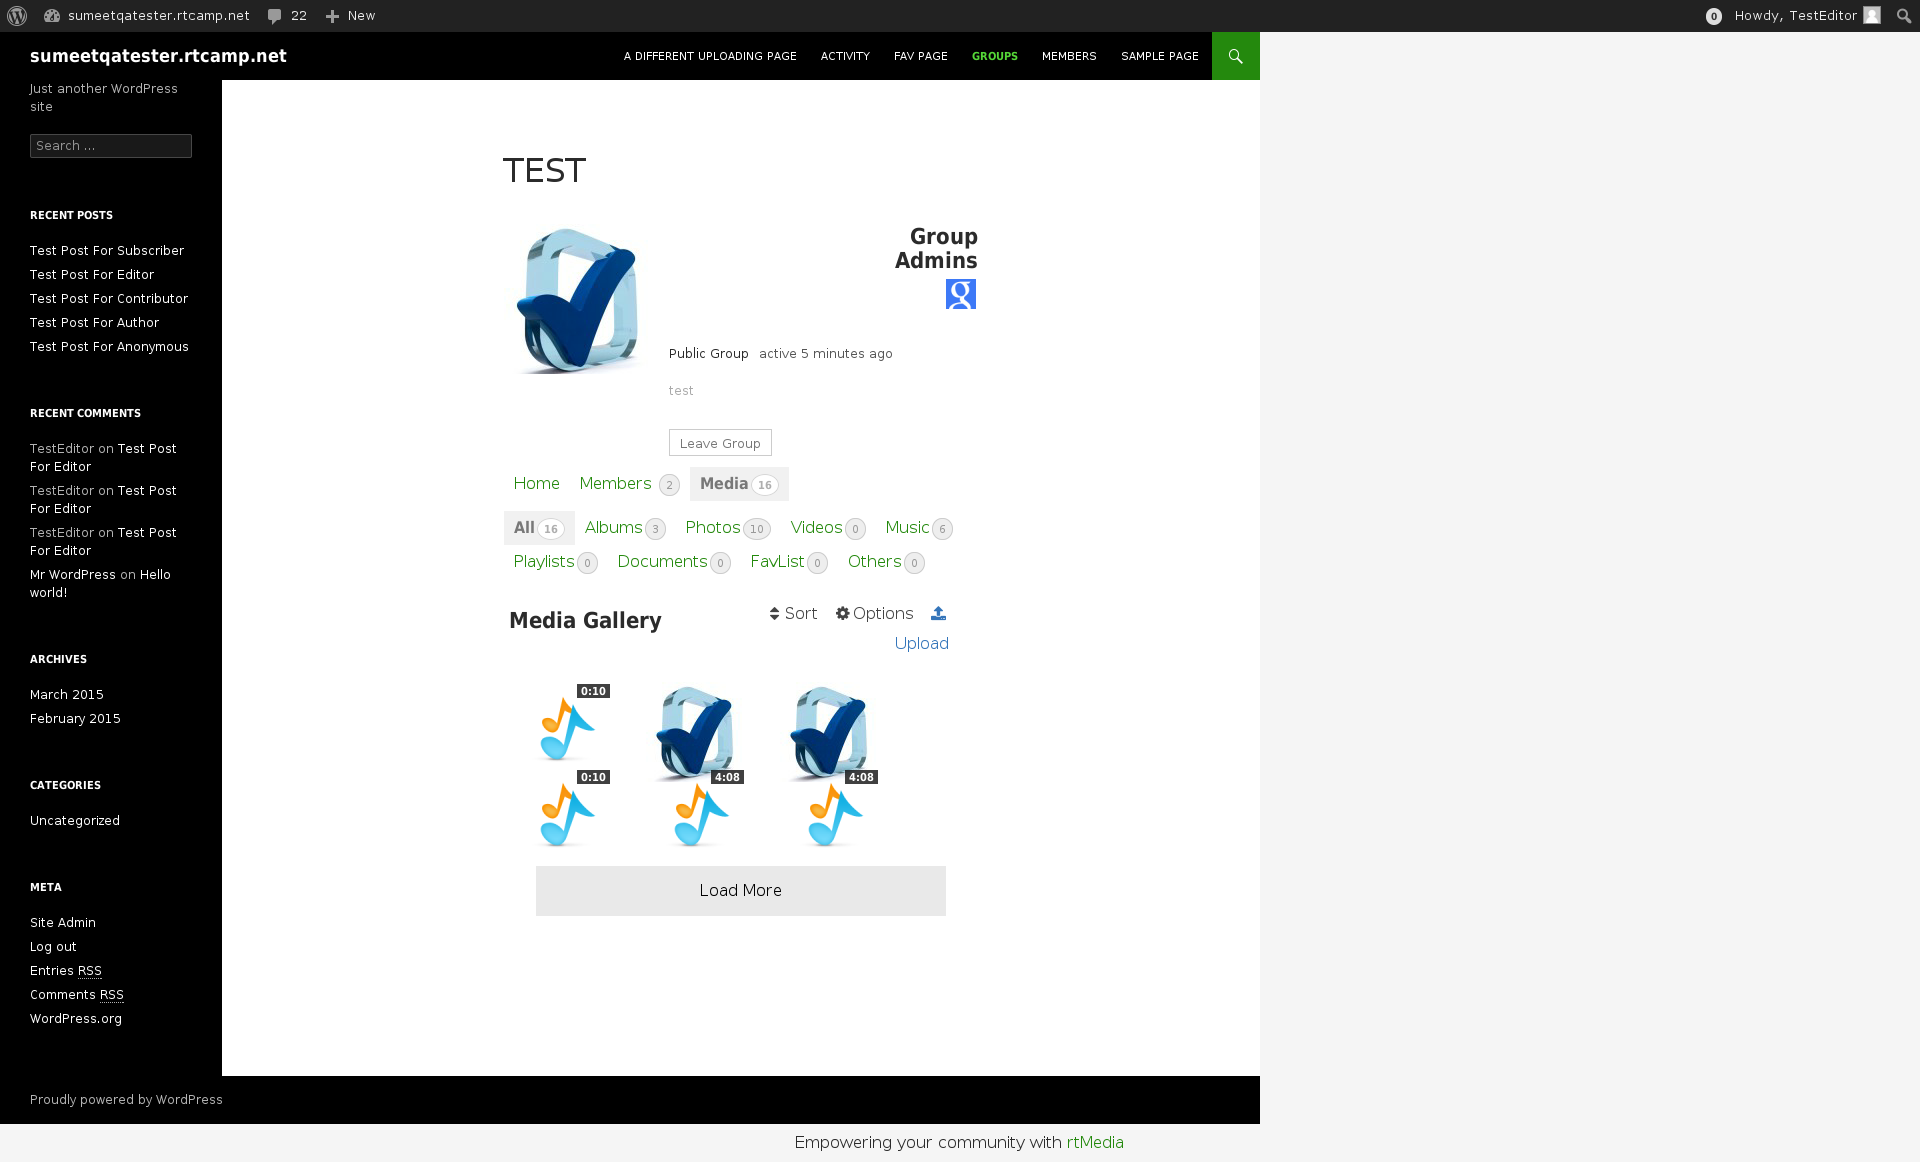 sumeetqatester.rtcamp.net 22 New 0 Howdy, TestEditor
sumeetqatester.rtcamp.net
A DIFFERENT UPLOADING PAGE ACTIVITY FAV PAGE GROUPS MEMBERS SAMPLE PAGE
Just another WordPress
site
Search ...
RECENT POSTS
Test Post For Subscriber
Test Post For Editor
Test Post For Contributor
Test Post For Author
Test Post For Anonymous
RECENT COMMENTS
TestEditor on Test Post
For Editor
TestEditor on Test Post
For Editor
TestEditor on Test Post
For Editor
Mr WordPress on Hello
world!
ARCHIVES
March 2015
February 2015
CATEGORIES
Uncategorized
META
Site Admin
Log out
Entries RSS
Comments RSS
WordPress.org
TEST
Group
Admins
g
Public Group active 5 minutes ago
test
Leave Group
Home Members 2 Media 16
All 16 Albums 3 Photos 10 Videos 0 Music 6
Playlists 0 Documents 0 FavList 0 Others 0
Media Gallery
Sort Options
Upload
0:10
0:10 4:08 4:08
Load More
Proudly powered by WordPress
Empowering your community with rtMedia